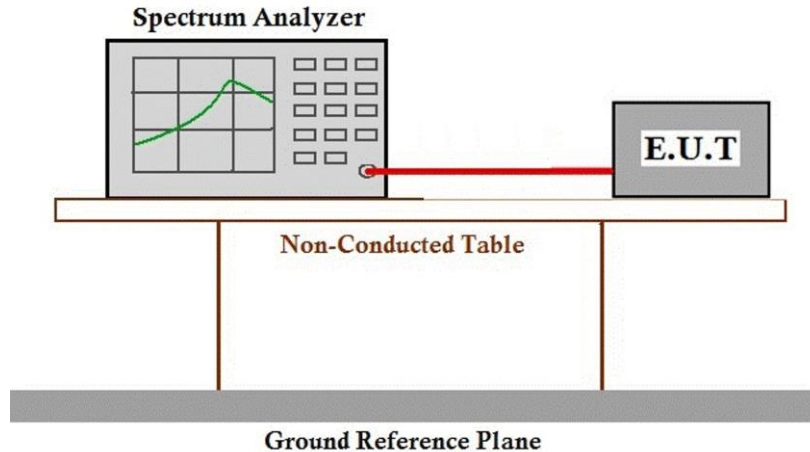 Spectrum Analyzer
E.U.T
Non-Conducted Table
Ground Reference Plane